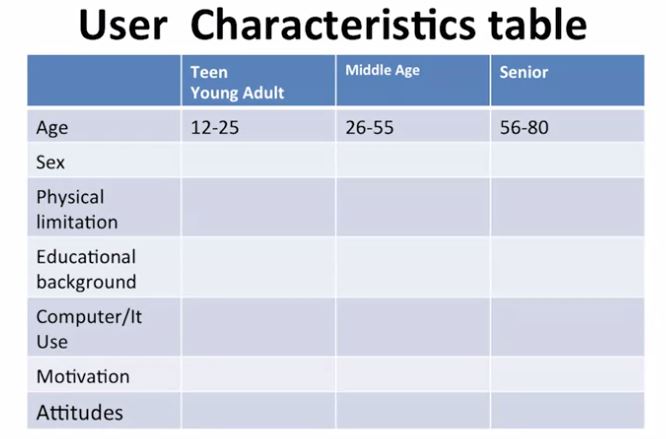 User Characteristics table
Teen
Young Adult
Middle Age
Senior
Age
12-25
26-55
56-80
Sex
Physical
limitation
Educational
background
Computer/It
Use
Motivation
Attitudes